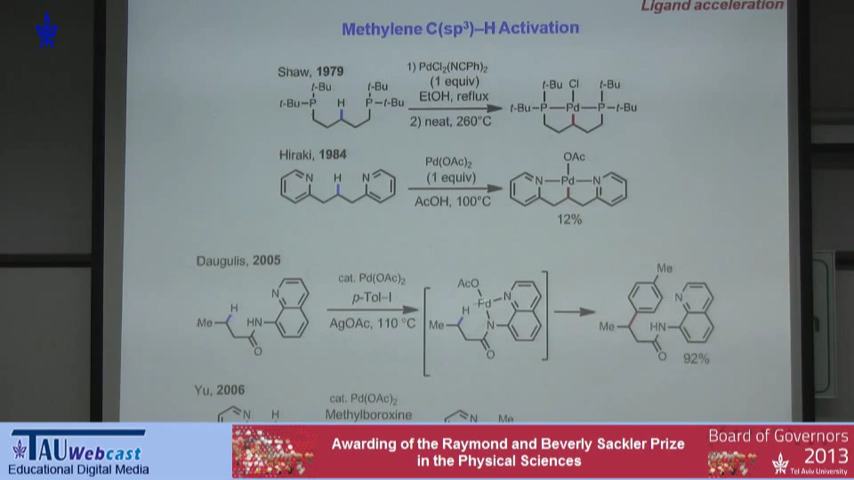 Ligand acceleration
Methylene C(sp³)–H Activation
Shaw, 1979
t-Bu
t-Bu–P
H
t-Bu
P–t-Bu
1) PdCl₂(NCPh)₂
(1 equiv)
EtOH, reflux
2) neat, 260°C
t-Bu Cl t-Bu
t-Bu–P–Pd–P–t-Bu
Hiraki, 1984
N H N
Pd(OAc)₂
(1 equiv)
AcOH, 100°C
OAc
N–Pd–N
12%
Daugulis, 2005
H
Me
N
HN
O
cat. Pd(OAc)₂
p-Tol–I
AgOAc, 110 °C
AcO
Pd
N
H
Me
N
O
Me
N
Me
HN
O
92%
Yu, 2006
N H
cat. Pd(OAc)₂
Methylboroxine
N Me
TAU Webcast
Educational Digital Media
Awarding of the Raymond and Beverly Sackler Prize
in the Physical Sciences
Board of Governors
2013
Tel Aviv University